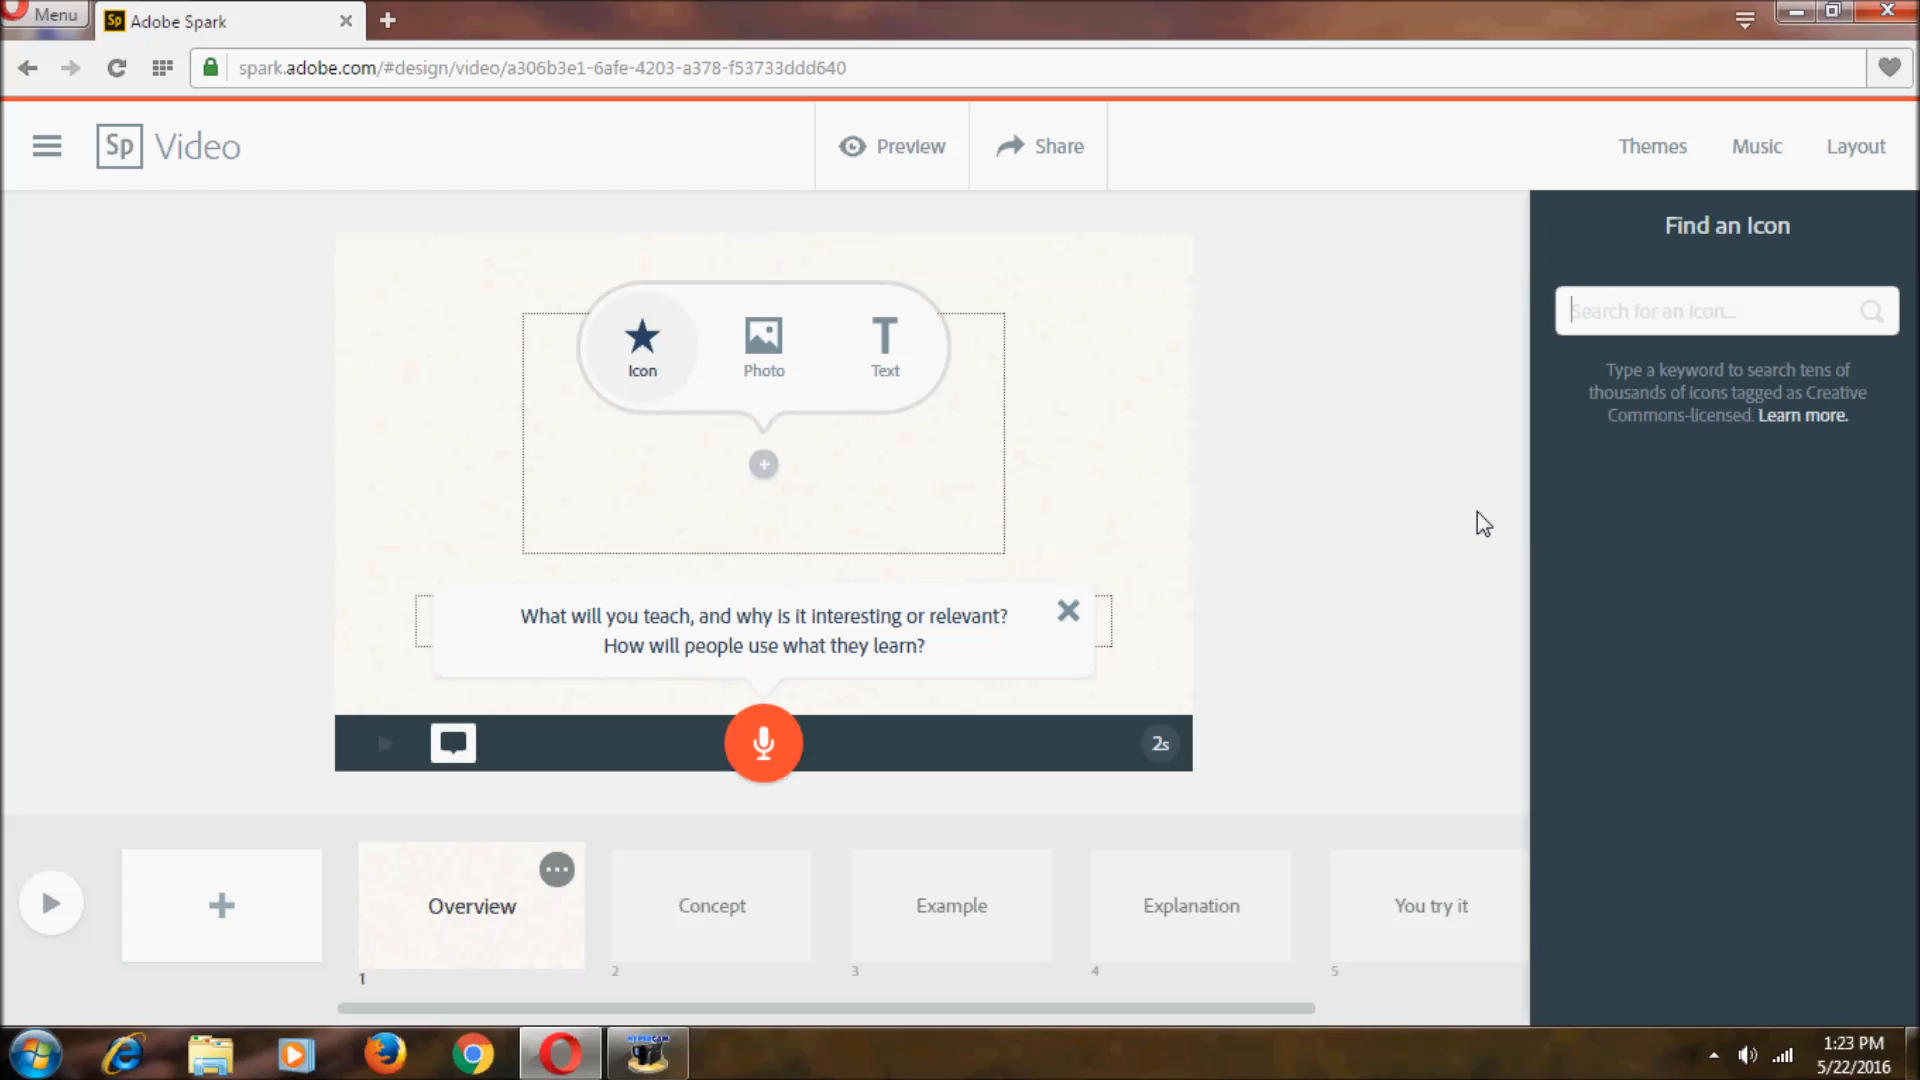 Menu
Sp Adobe Spark
spark.adobe.com/#design/video/a306b3e1-6afe-4203-a378-f53733ddd640
Sp Video
Preview
Share
Themes
Music
Layout
Find an Icon
Search for an Icon...
Type a keyword to search tens of
thousands of icons tagged as Creative
Commons-licensed. Learn more.
Icon
Photo
T
Text
What will you teach, and why is it interesting or relevant?
How will people use what they learn?
2s
Overview
Concept
Example
Explanation
You try it
1
2
3
4
5
HYPERCAM
1:23 PM
5/22/2016